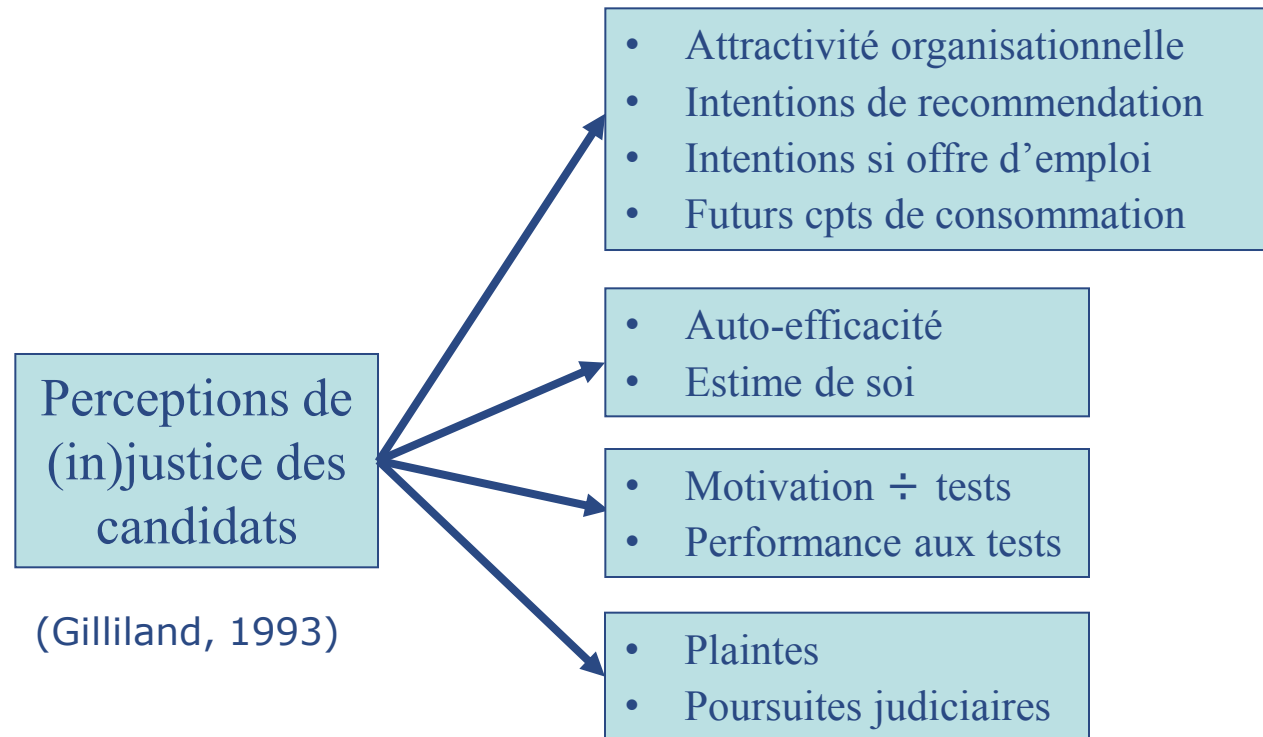 • Attractivité organisationnelle
• Intentions de recommendation
• Intentions si offre d’emploi
• Futurs cpts de consommation
• Auto-efficacité
• Estime de soi
Perceptions de
(in)justice des
candidats
• Motivation ÷ tests
• Performance aux tests
(Gilliland, 1993)
• Plaintes
• Poursuites judiciaires